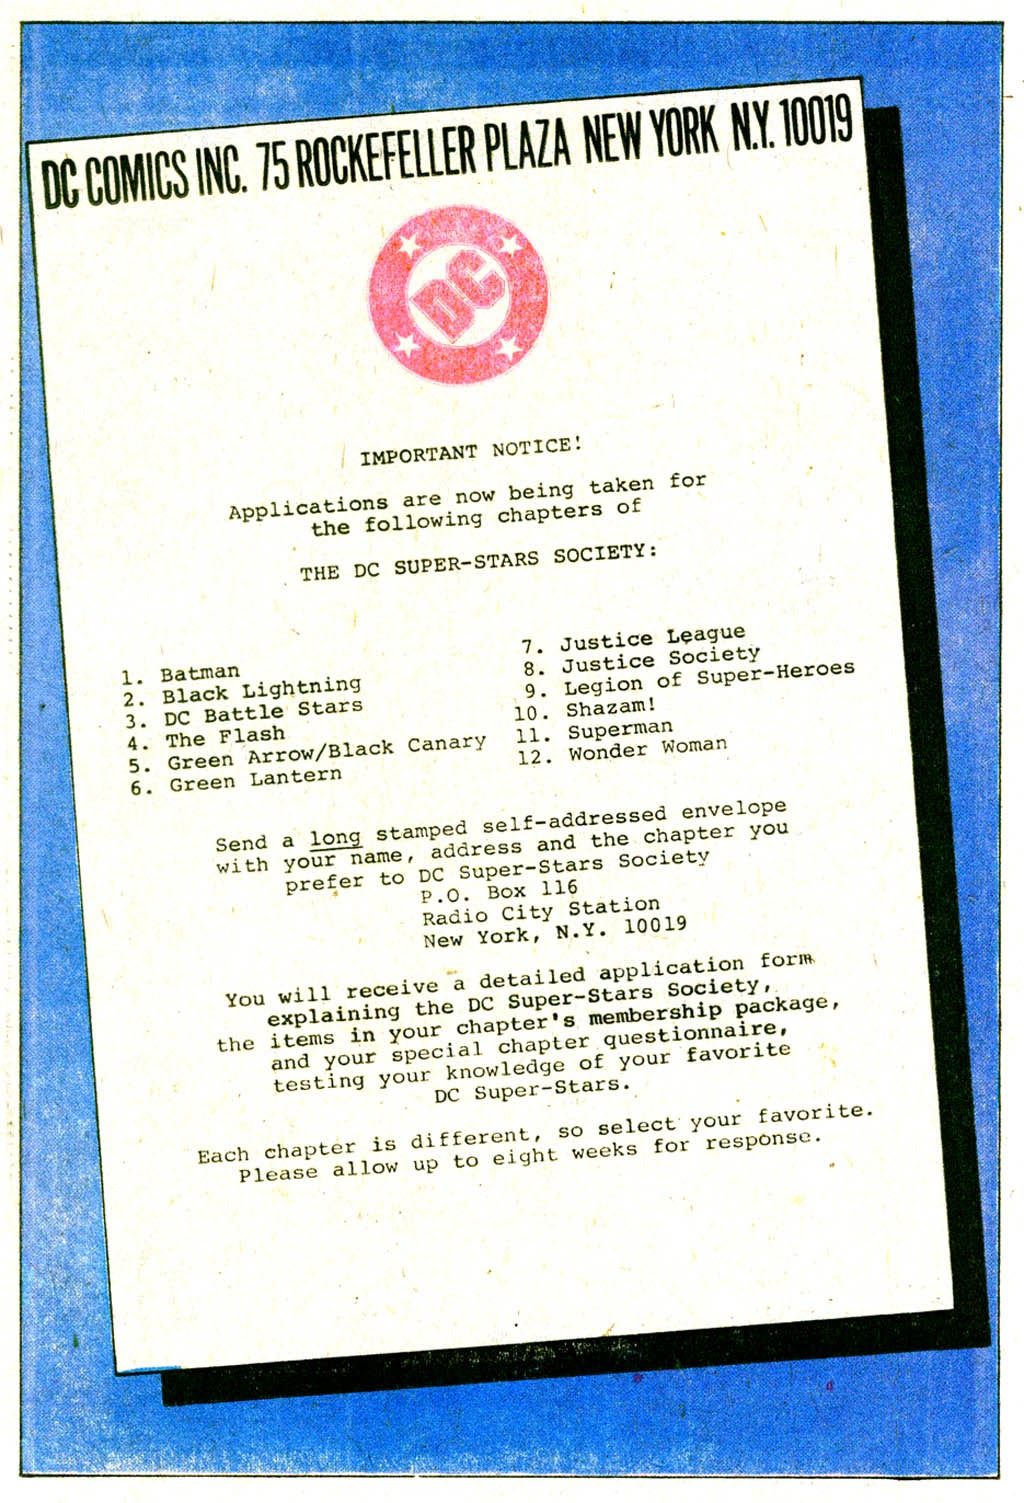 DC COMICS INC. 75 ROCKEFELLER PLAZA NEW YORK N.Y. 10019
DC
IMPORTANT NOTICE!
Applications are now being taken for
the following chapters of
THE DC SUPER-STARS SOCIETY:
1. Batman
2. Black Lightning
3. DC Battle Stars
4. The Flash
5. Green Arrow/Black Canary
6. Green Lantern
7. Justice League
8. Justice Society
9. Legion of Super-Heroes
10. Shazam!
11. Superman
12. Wonder Woman
Send a long stamped self-addressed envelope
with your name, address and the chapter you
prefer to DC Super-Stars Society
P.O. Box 116
Radio City Station
New York, N.Y. 10019
You will receive a detailed application form
explaining the DC Super-Stars Society,
the items in your chapter's membership package,
and your special chapter questionnaire,
testing your knowledge of your favorite
DC Super-Stars.
Each chapter is different, so select your favorite.
Please allow up to eight weeks for response.